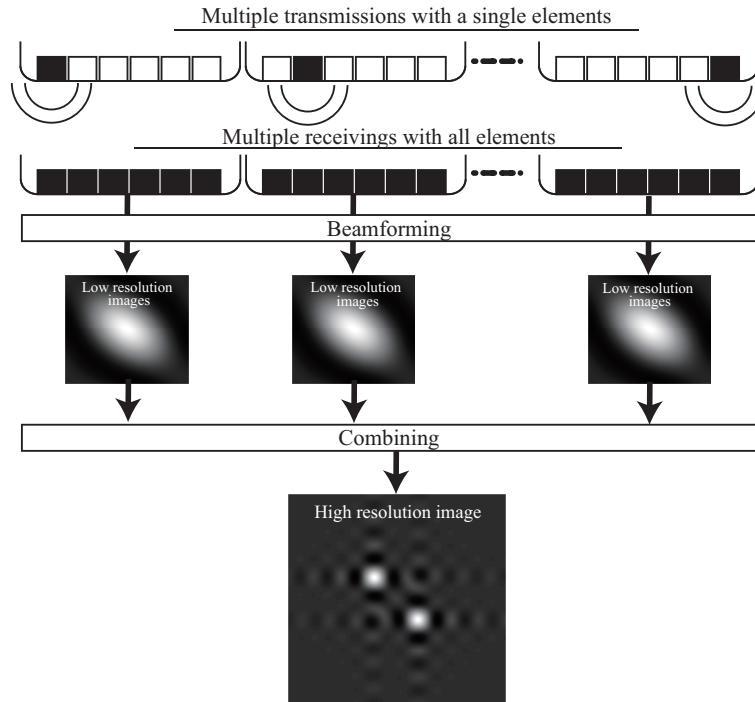 Multiple transmissions with a single elements
Multiple receivings with all elements
Beamforming
Low resolution
images
Low resolution
images
Low resolution
images
Combining
High resolution image